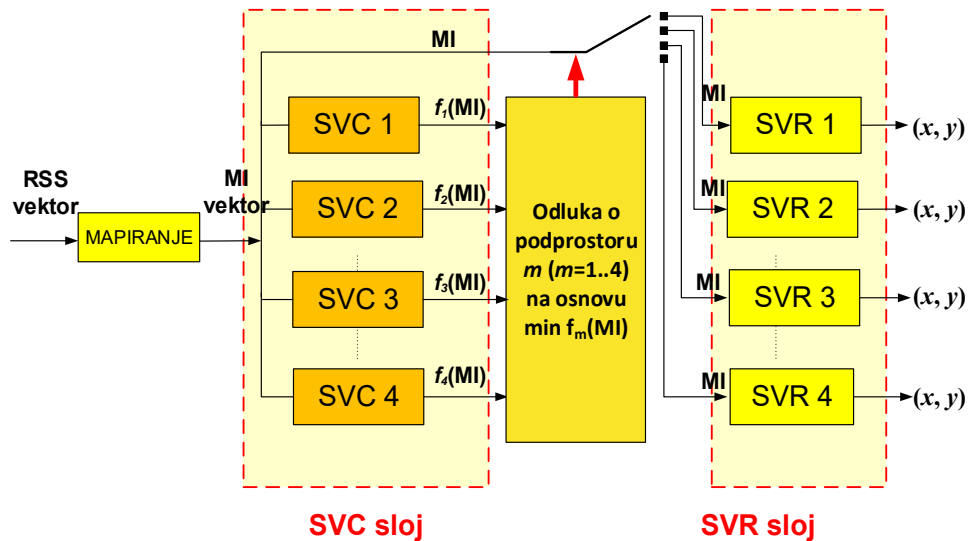 MI
RSS
vektor
MAPIRANJE
MI
vektor
SVC 1
f₁(MI)
SVC 2
f₂(MI)
SVC 3
f₃(MI)
SVC 4
f₄(MI)
Odluka o
podprostoru
m (m=1..4)
na osnovu
min fₘ(MI)
MI
SVR 1
(x, y)
MI
SVR 2
(x, y)
MI
SVR 3
(x, y)
MI
SVR 4
(x, y)
SVC sloj
SVR sloj